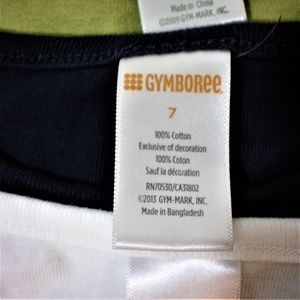 Made in China
©2009 GYM-MARK, INC.
GYMBOREE
7
100% Cotton
Exclusive of decoration
100% Coton
Sauf la décoration
RN70530/CA31802
©2013 GYM-MARK, INC.
Made in Bangladesh